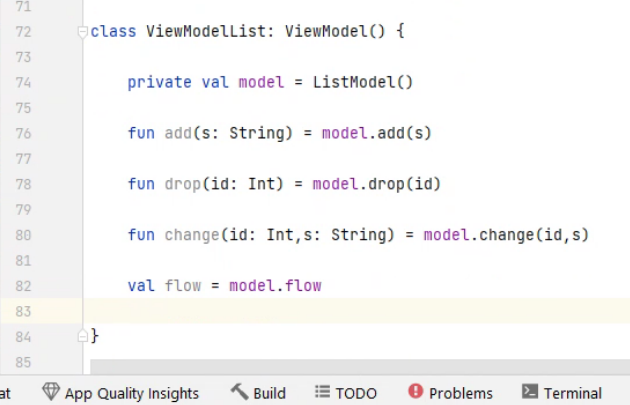 71
72 class ViewModelList: ViewModel() {
73
74 private val model = ListModel()
75
76 fun add(s: String) = model.add(s)
77
78 fun drop(id: Int) = model.drop(id)
79
80 fun change(id: Int,s: String) = model.change(id,s)
81
82 val flow = model.flow
83
84 }
85
at App Quality Insights Build TODO Problems Terminal